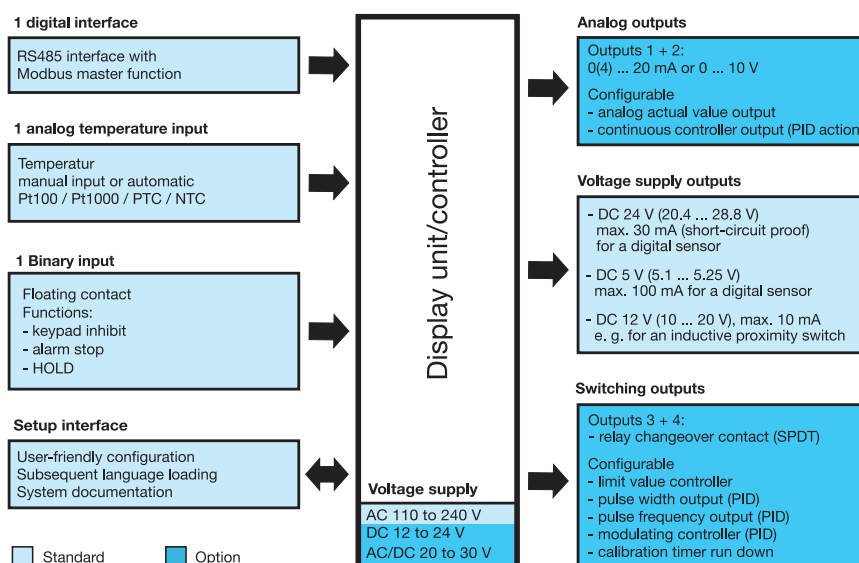 1 digital interface
RS485 interface with
Modbus master function
1 analog temperature input
Temperatur
manual input or automatic
Pt100 / Pt1000 / PTC / NTC
1 Binary input
Floating contact
Functions:
- keypad inhibit
- alarm stop
- HOLD
Setup interface
User-friendly configuration
Subsequent language loading
System documentation
Standard
Option
Display unit/controller
Voltage supply
AC 110 to 240 V
DC 12 to 24 V
AC/DC 20 to 30 V
Analog outputs
Outputs 1 + 2:
0(4) ... 20 mA or 0 ... 10 V
Configurable
- analog actual value output
- continuous controller output (PID action
Voltage supply outputs
- DC 24 V (20.4 ... 28.8 V)
max. 30 mA (short-circuit proof)
for a digital sensor
- DC 5 V (5.1 ... 5.25 V)
max. 100 mA for a digital sensor
- DC 12 V (10 ... 20 V), max. 10 mA
e. g. for an inductive proximity switch
Switching outputs
Outputs 3 + 4:
- relay changeover contact (SPDT)
Configurable
- limit value controller
- pulse width output (PID)
- pulse frequency output (PID)
- modulating controller (PID)
- calibration timer run down